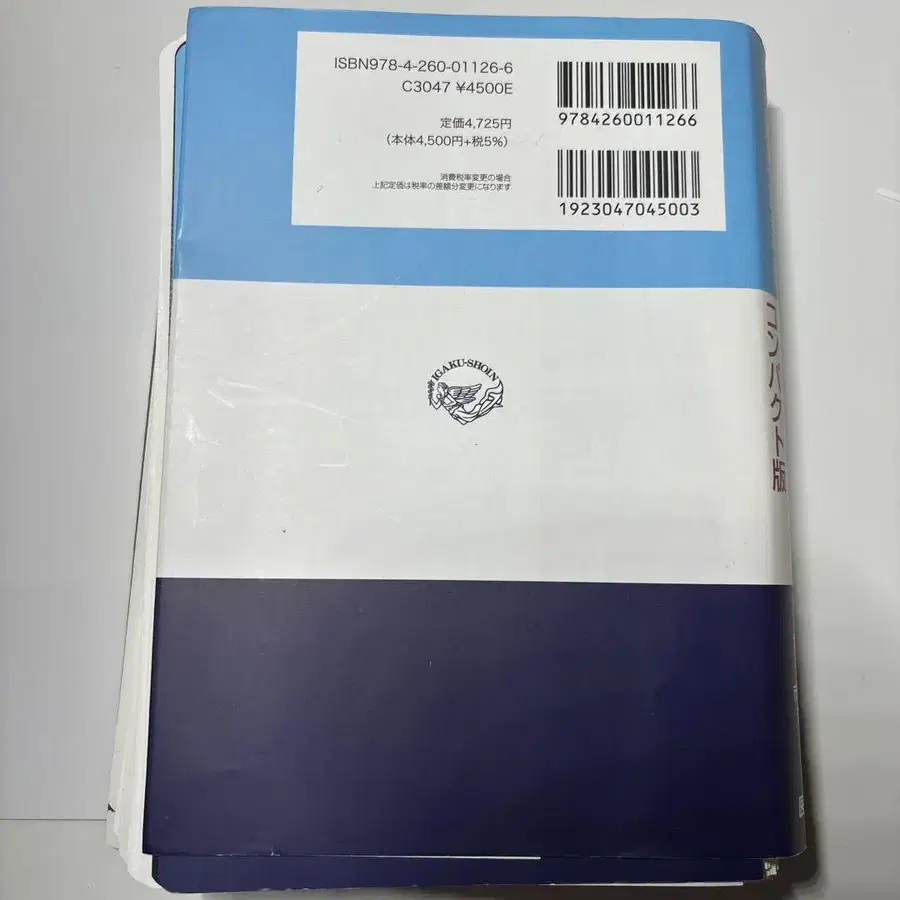 ISBN978-4-260-01126-6
C3047 ¥4500E
定価4,725円
（本体4,500円+税5%）
消費税率変更の場合
上記定価は税率の差額分変更になります
9784260011266
1923047045003
IGAKU-SHOIN
コンパクト版